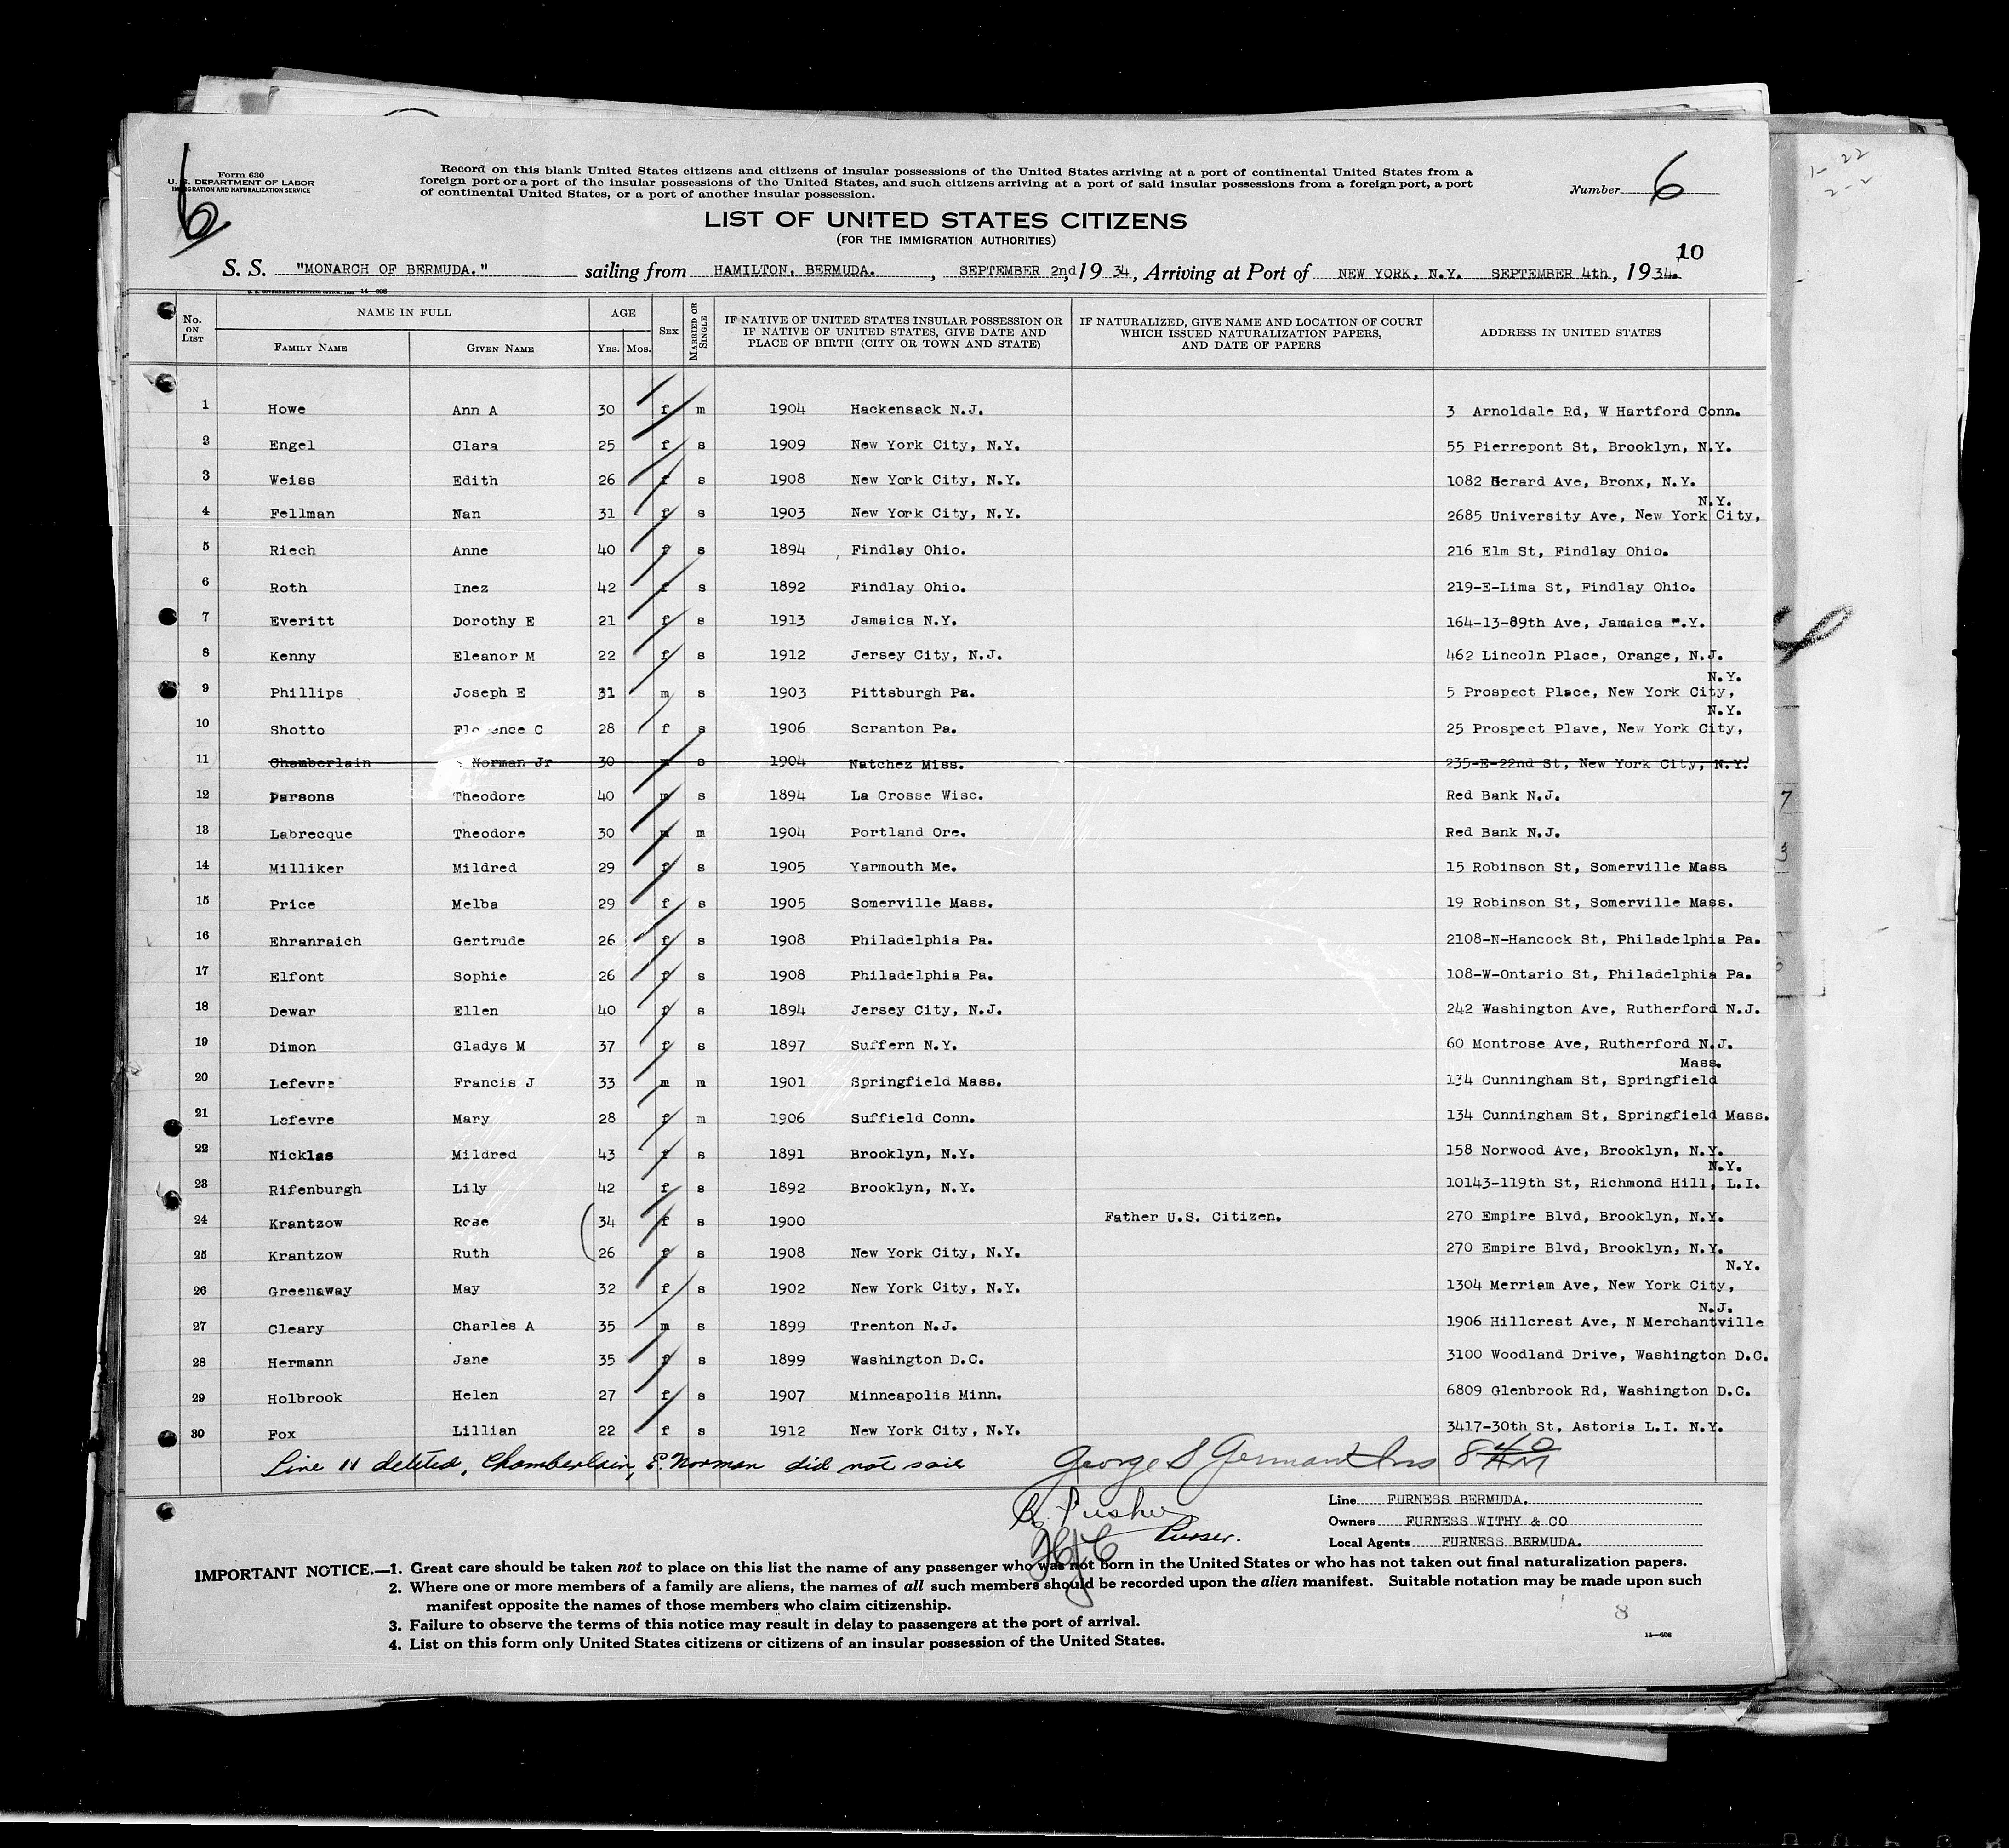 6
Form 630
U. S. DEPARTMENT OF LABOR
IMMIGRATION AND NATURALIZATION SERVICE
Record on this blank United States citizens and citizens of insular possessions of the United States arriving at a port of continental United States from a
foreign port or a port of the insular possessions of the United States, and such citizens arriving at a port of said insular possessions from a foreign port, a port
of continental United States, or a port of another insular possession.
Number 6
LIST OF UNITED STATES CITIZENS
(FOR THE IMMIGRATION AUTHORITIES)
10
S. S. "MONARCH OF BERMUDA." sailing from HAMILTON, BERMUDA. , SEPTEMBER 2nd, 19 34, Arriving at Port of NEW YORK, N.Y. SEPTEMBER 4th, 19 34.
No. ON LIST NAME IN FULL FAMILY NAME GIVEN NAME AGE YRS. MOS. SEX MARRIED OR SINGLE IF NATIVE OF UNITED STATES INSULAR POSSESSION OR IF NATIVE OF UNITED STATES, GIVE DATE AND PLACE OF BIRTH (CITY OR TOWN AND STATE) IF NATURALIZED, GIVE NAME AND LOCATION OF COURT WHICH ISSUED NATURALIZATION PAPERS, AND DATE OF PAPERS ADDRESS IN UNITED STATES
1 Howe Ann A 30 f m 1904 Hackensack N.J. 3 Arnoldale Rd, W Hartford Conn.
2 Engel Clara 25 f s 1909 New York City, N.Y. 55 Pierrepont St, Brooklyn, N.Y.
3 Weiss Edith 26 f s 1908 New York City, N.Y. 1082 Gerard Ave, Bronx, N.Y.
4 Fellman Nan 31 f s 1903 New York City, N.Y. 2685 University Ave, New York City, N.Y.
5 Riech Anne 40 f s 1894 Findlay Ohio. 216 Elm St, Findlay Ohio.
6 Roth Inez 42 f s 1892 Findlay Ohio. 219-E-Lima St, Findlay Ohio.
7 Everitt Dorothy E 21 f s 1913 Jamaica N.Y. 164-13-89th Ave, Jamaica N.Y.
8 Kenny Eleanor M 22 f s 1912 Jersey City, N.J. 462 Lincoln Place, Orange, N.J.
9 Phillips Joseph E 31 m s 1903 Pittsburgh Pa. 5 Prospect Place, New York City, N.Y.
10 Shotto Florence C 28 f s 1906 Scranton Pa. 25 Prospect Plave, New York City, N.Y.
11 Chamberlain Norman Jr 30 m s 1904 Natchez Miss. 235-E-22nd St, New York City, N.Y.
12 Parsons Theodore 40 m s 1894 La Crosse Wisc. Red Bank N.J.
13 Labrecque Theodore 30 m m 1904 Portland Ore. Red Bank N.J.
14 Milliker Mildred 29 f s 1905 Yarmouth Me. 15 Robinson St, Somerville Mass
15 Price Melba 29 f s 1905 Somerville Mass. 19 Robinson St, Somerville Mass.
16 Ehranraich Gertrude 26 f s 1908 Philadelphia Pa. 2108-N-Hancock St, Philadelphia Pa.
17 Elfont Sophie 26 f s 1908 Philadelphia Pa. 108-W-Ontario St, Philadelphia Pa.
18 Dewar Ellen 40 f s 1894 Jersey City, N.J. 242 Washington Ave, Rutherford N.J.
19 Dimon Gladys M 37 f s 1897 Suffern N.Y. 60 Montrose Ave, Rutherford N.J.
20 Lefevre Francis J 33 m m 1901 Springfield Mass. 134 Cunningham St, Springfield Mass.
21 Lefevre Mary 28 f m 1906 Suffield Conn. 134 Cunningham St, Springfield Mass.
22 Nicklas Mildred 43 f s 1891 Brooklyn, N.Y. 158 Norwood Ave, Brooklyn, N.Y.
23 Rifenburgh Lily 42 f s 1892 Brooklyn, N.Y. 10143-119th St, Richmond Hill, L.I. N.Y.
24 Krantzow Rose 34 f s 1900 Father U.S. Citizen. 270 Empire Blvd, Brooklyn, N.Y.
25 Krantzow Ruth 26 f s 1908 New York City, N.Y. 270 Empire Blvd, Brooklyn, N.Y.
26 Greenaway May 32 f s 1902 New York City, N.Y. 1304 Merriam Ave, New York City, N.Y.
27 Cleary Charles A 35 m s 1899 Trenton N.J. 1906 Hillcrest Ave, N Merchantville N.J.
28 Hermann Jane 35 f s 1899 Washington D.C. 3100 Woodland Drive, Washington D.C.
29 Holbrook Helen 27 f s 1907 Minneapolis Minn. 6809 Glenbrook Rd, Washington D.C.
30 Fox Lillian 22 f s 1912 New York City, N.Y. 3417-30th St, Astoria L.I. N.Y.
Line 11 deleted, Chamberlain, E. Norman did not sail George S German Ins
Purser.
Line FURNESS BERMUDA.
Owners FURNESS WITHY & CO
Local Agents FURNESS BERMUDA.
IMPORTANT NOTICE.—1. Great care should be taken not to place on this list the name of any passenger who was not born in the United States or who has not taken out final naturalization papers.
2. Where one or more members of a family are aliens, the names of all such members should be recorded upon the alien manifest. Suitable notation may be made upon such
manifest opposite the names of those members who claim citizenship.
3. Failure to observe the terms of this notice may result in delay to passengers at the port of arrival.
4. List on this form only United States citizens or citizens of an insular possession of the United States.
8
14—608